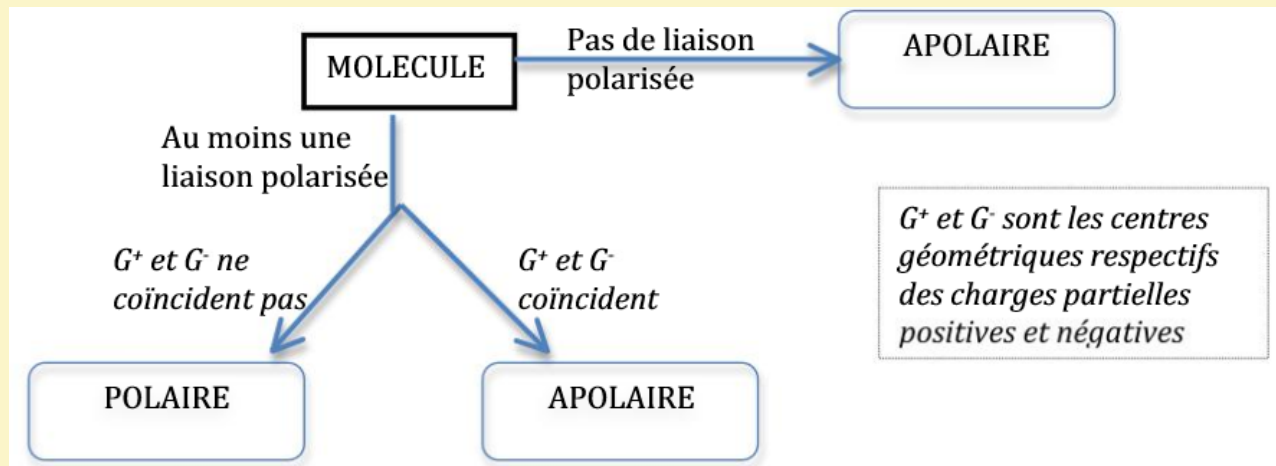 MOLECULE
Pas de liaison
polarisée
APOLAIRE
Au moins une
liaison polarisée
G⁺ et G⁻ sont les centres
géométriques respectifs
des charges partielles
positives et négatives
G⁺ et G⁻ ne
coïncident pas
G⁺ et G⁻
coïncident
POLAIRE
APOLAIRE